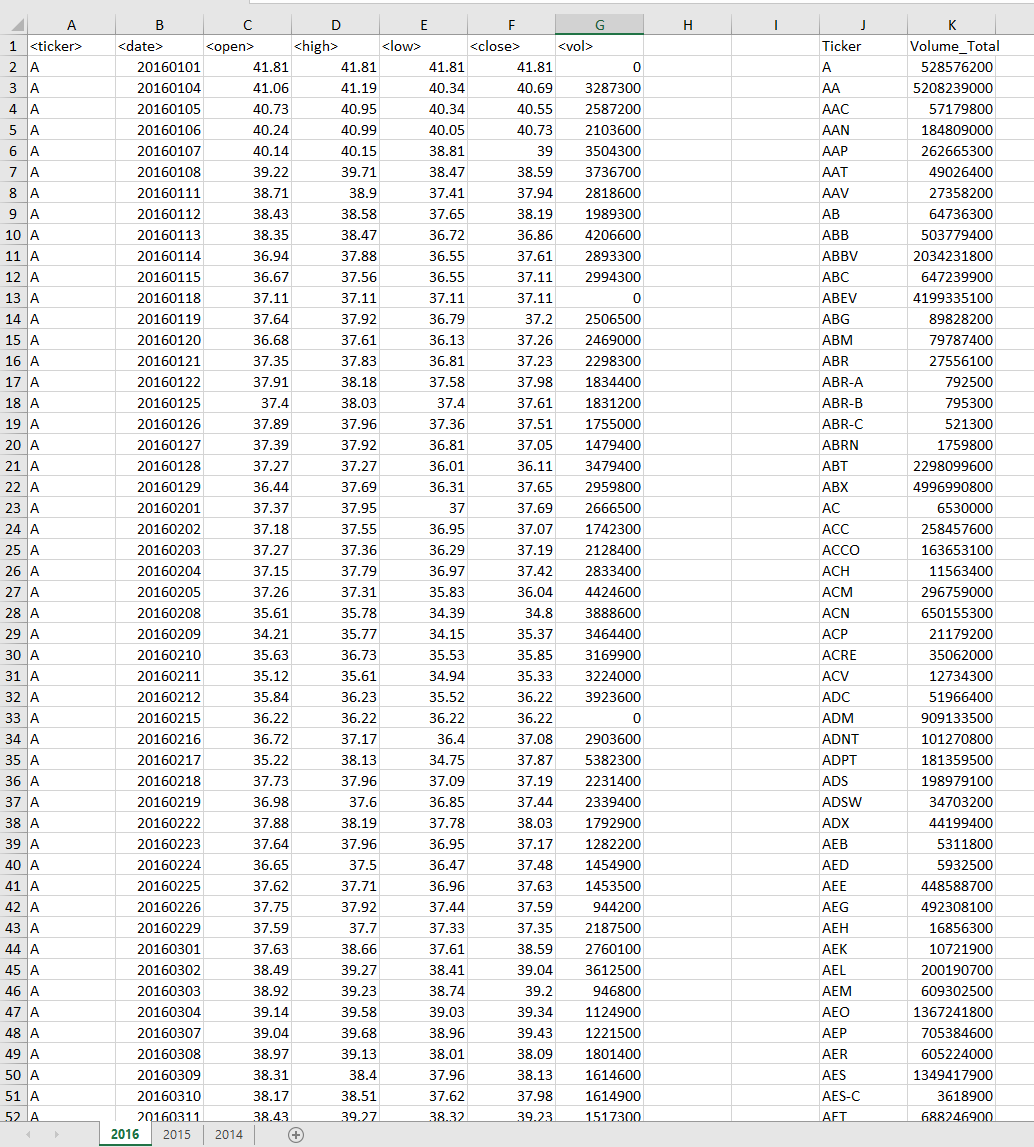 A B C D E F G H I J K
1 <ticker> <date> <open> <high> <low> <close> <vol> Ticker Volume_Total
2 A 20160101 41.81 41.81 41.81 41.81 0 A 528576200
3 A 20160104 41.06 41.19 40.34 40.69 3287300 AA 5208239000
4 A 20160105 40.73 40.95 40.34 40.55 2587200 AAC 57179800
5 A 20160106 40.24 40.99 40.05 40.73 2103600 AAN 184809000
6 A 20160107 40.14 40.15 38.81 39 3504300 AAP 262665300
7 A 20160108 39.22 39.71 38.47 38.59 3736700 AAT 49026400
8 A 20160111 38.71 38.9 37.41 37.94 2818600 AAV 27358200
9 A 20160112 38.43 38.58 37.65 38.19 1989300 AB 64736300
10 A 20160113 38.35 38.47 36.72 36.86 4206600 ABB 503779400
11 A 20160114 36.94 37.88 36.55 37.61 2893300 ABBV 2034231800
12 A 20160115 36.67 37.56 36.55 37.11 2994300 ABC 647239900
13 A 20160118 37.11 37.11 37.11 37.11 0 ABEV 4199335100
14 A 20160119 37.64 37.92 36.79 37.2 2506500 ABG 89828200
15 A 20160120 36.68 37.61 36.13 37.26 2469000 ABM 79787400
16 A 20160121 37.35 37.83 36.81 37.23 2298300 ABR 27556100
17 A 20160122 37.91 38.18 37.58 37.98 1834400 ABR-A 792500
18 A 20160125 37.4 38.03 37.4 37.61 1831200 ABR-B 795300
19 A 20160126 37.89 37.96 37.36 37.51 1755000 ABR-C 521300
20 A 20160127 37.39 37.92 36.81 37.05 1479400 ABRN 1759800
21 A 20160128 37.27 37.27 36.01 36.11 3479400 ABT 2298099600
22 A 20160129 36.44 37.69 36.31 37.65 2959800 ABX 4996990800
23 A 20160201 37.37 37.95 37 37.69 2666500 AC 6530000
24 A 20160202 37.18 37.55 36.95 37.07 1742300 ACC 258457600
25 A 20160203 37.27 37.36 36.29 37.19 2128400 ACCO 163653100
26 A 20160204 37.15 37.79 36.97 37.42 2833400 ACH 11563400
27 A 20160205 37.26 37.31 35.83 36.04 4424600 ACM 296759000
28 A 20160208 35.61 35.78 34.39 34.8 3888600 ACN 650155300
29 A 20160209 34.21 35.77 34.15 35.37 3464400 ACP 21179200
30 A 20160210 35.63 36.73 35.53 35.85 3169900 ACRE 35062000
31 A 20160211 35.12 35.61 34.94 35.33 3224000 ACV 12734300
32 A 20160212 35.84 36.23 35.52 36.22 3923600 ADC 51966400
33 A 20160215 36.22 36.22 36.22 36.22 0 ADM 909133500
34 A 20160216 36.72 37.17 36.4 37.08 2903600 ADNT 101270800
35 A 20160217 35.22 38.13 34.75 37.87 5382300 ADPT 181359500
36 A 20160218 37.73 37.96 37.09 37.19 2231400 ADS 198979100
37 A 20160219 36.98 37.6 36.85 37.44 2339400 ADSW 34703200
38 A 20160222 37.88 38.19 37.78 38.03 1792900 ADX 44199400
39 A 20160223 37.64 37.96 36.95 37.17 1282200 AEB 5311800
40 A 20160224 36.65 37.5 36.47 37.48 1454900 AED 5932500
41 A 20160225 37.62 37.71 36.96 37.63 1453500 AEE 448588700
42 A 20160226 37.75 37.92 37.44 37.59 944200 AEG 492308100
43 A 20160229 37.59 37.7 37.33 37.35 2187500 AEH 16856300
44 A 20160301 37.63 38.66 37.61 38.59 2760100 AEK 10721900
45 A 20160302 38.49 39.27 38.41 39.04 3612500 AEL 200190700
46 A 20160303 38.92 39.23 38.74 39.2 946800 AEM 609302500
47 A 20160304 39.14 39.58 39.03 39.34 1124900 AEO 1367241800
48 A 20160307 39.04 39.68 38.96 39.43 1221500 AEP 705384600
49 A 20160308 38.97 39.13 38.01 38.09 1801400 AER 605224000
50 A 20160309 38.31 38.4 37.96 38.13 1614600 AES 1349417900
51 A 20160310 38.17 38.51 37.62 37.98 1614900 AES-C 3618900
52 A 20160311 38.43 39.27 38.32 39.23 1517300 AET 688246900
2016 2015 2014